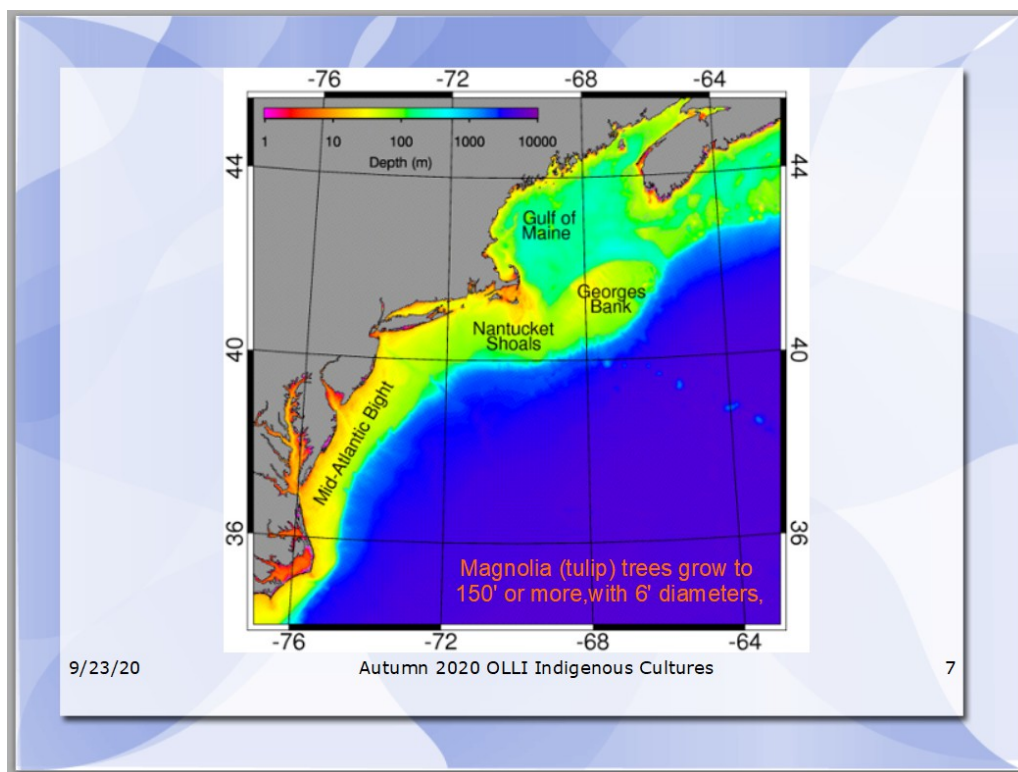 -76 -72 -68 -64
1 10 100 1000 10000
Depth (m)
44 44
Gulf of
Maine
Georges
Bank
Nantucket
Shoals
40 40
Mid-Atlantic Bight
36 36
Magnolia (tulip) trees grow to
150' or more,with 6' diameters,
-76 -72 -68 -64
9/23/20 Autumn 2020 OLLI Indigenous Cultures 7